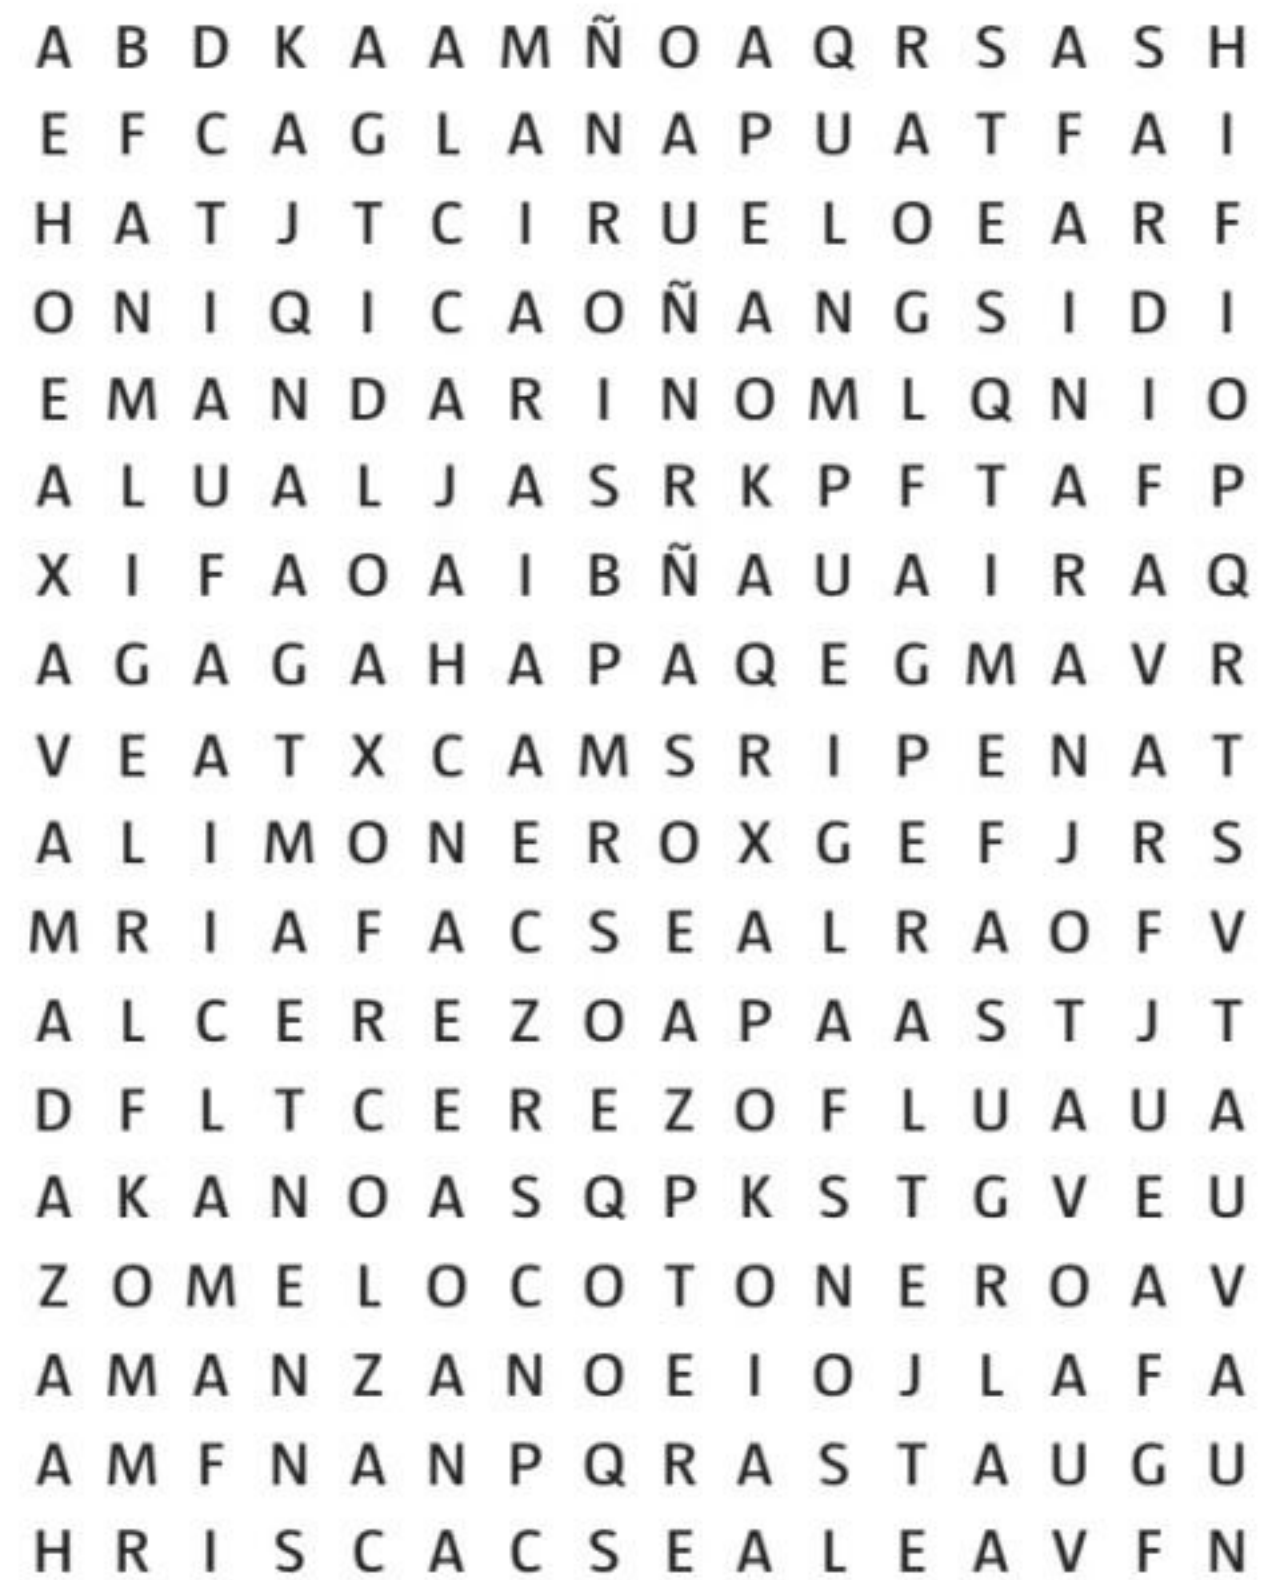 A B D K A A M Ñ O A Q R S A S H
E F C A G L A N A P U A T F A I
H A T J T C I R U E L O E A R F
O N I Q I C A O Ñ A N G S I D I
E M A N D A R I N O M L Q N I O
A L U A L J A S R K P F T A F P
X I F A O A I B Ñ A U A I R A Q
A G A G A H A P A Q E G M A V R
V E A T X C A M S R I P E N A T
A L I M O N E R O X G E F J R S
M R I A F A C S E A L R A O F V
A L C E R E Z O A P A A S T J T
D F L T C E R E Z O F L U A U A
A K A N O A S Q P K S T G V E U
Z O M E L O C O T O N E R O A V
A M A N Z A N O E I O J L A F A
A M F N A N P Q R A S T A U G U
H R I S C A C S E A L E A V F N